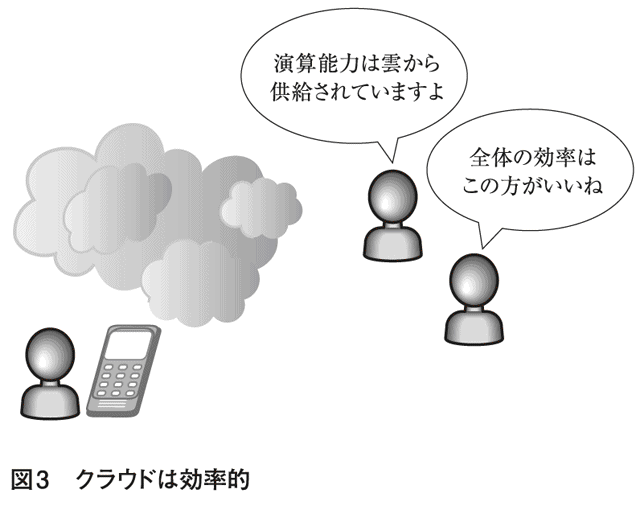 演算能力は雲から
供給されていますよ
全体の効率は
この方がいいね
図3　クラウドは効率的